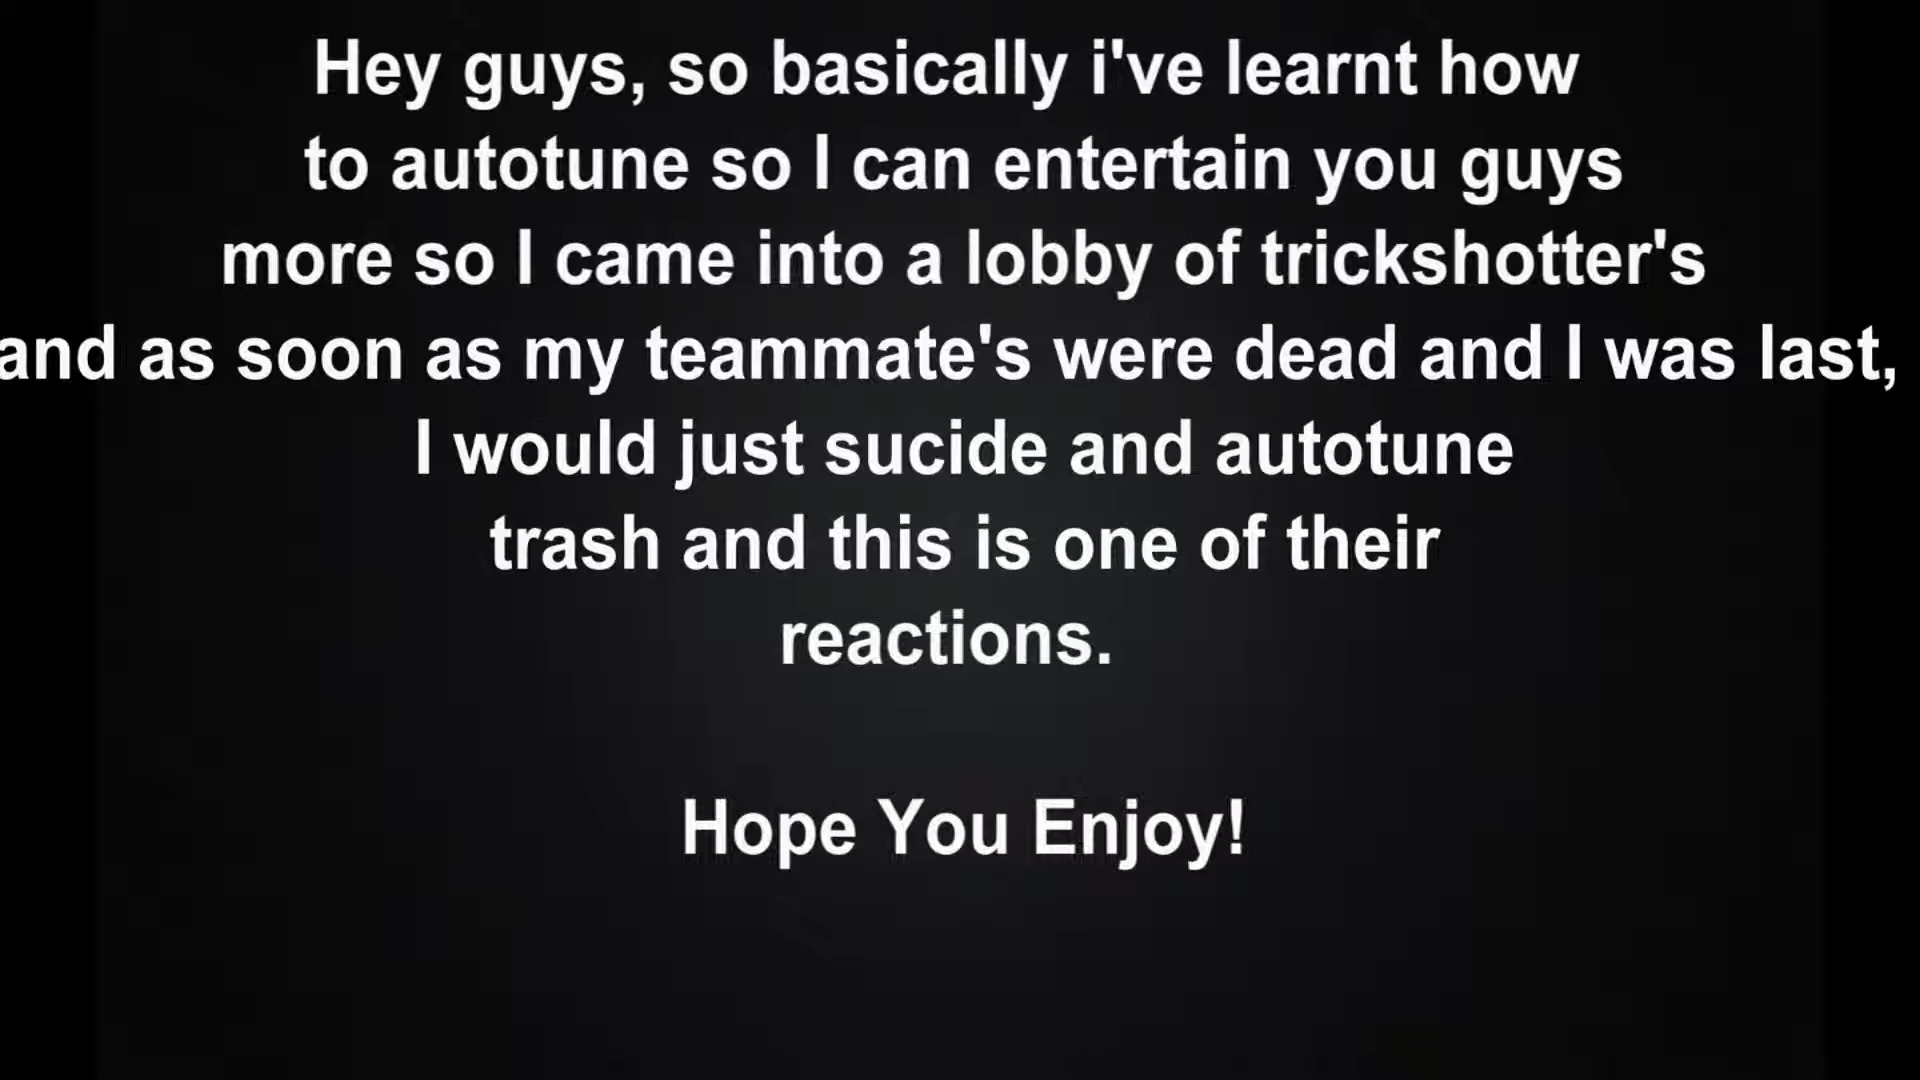 Hey guys, so basically i've learnt how
to autotune so I can entertain you guys
more so I came into a lobby of trickshotter's
and as soon as my teammate's were dead and I was last,
I would just sucide and autotune
trash and this is one of their
reactions.
Hope You Enjoy!